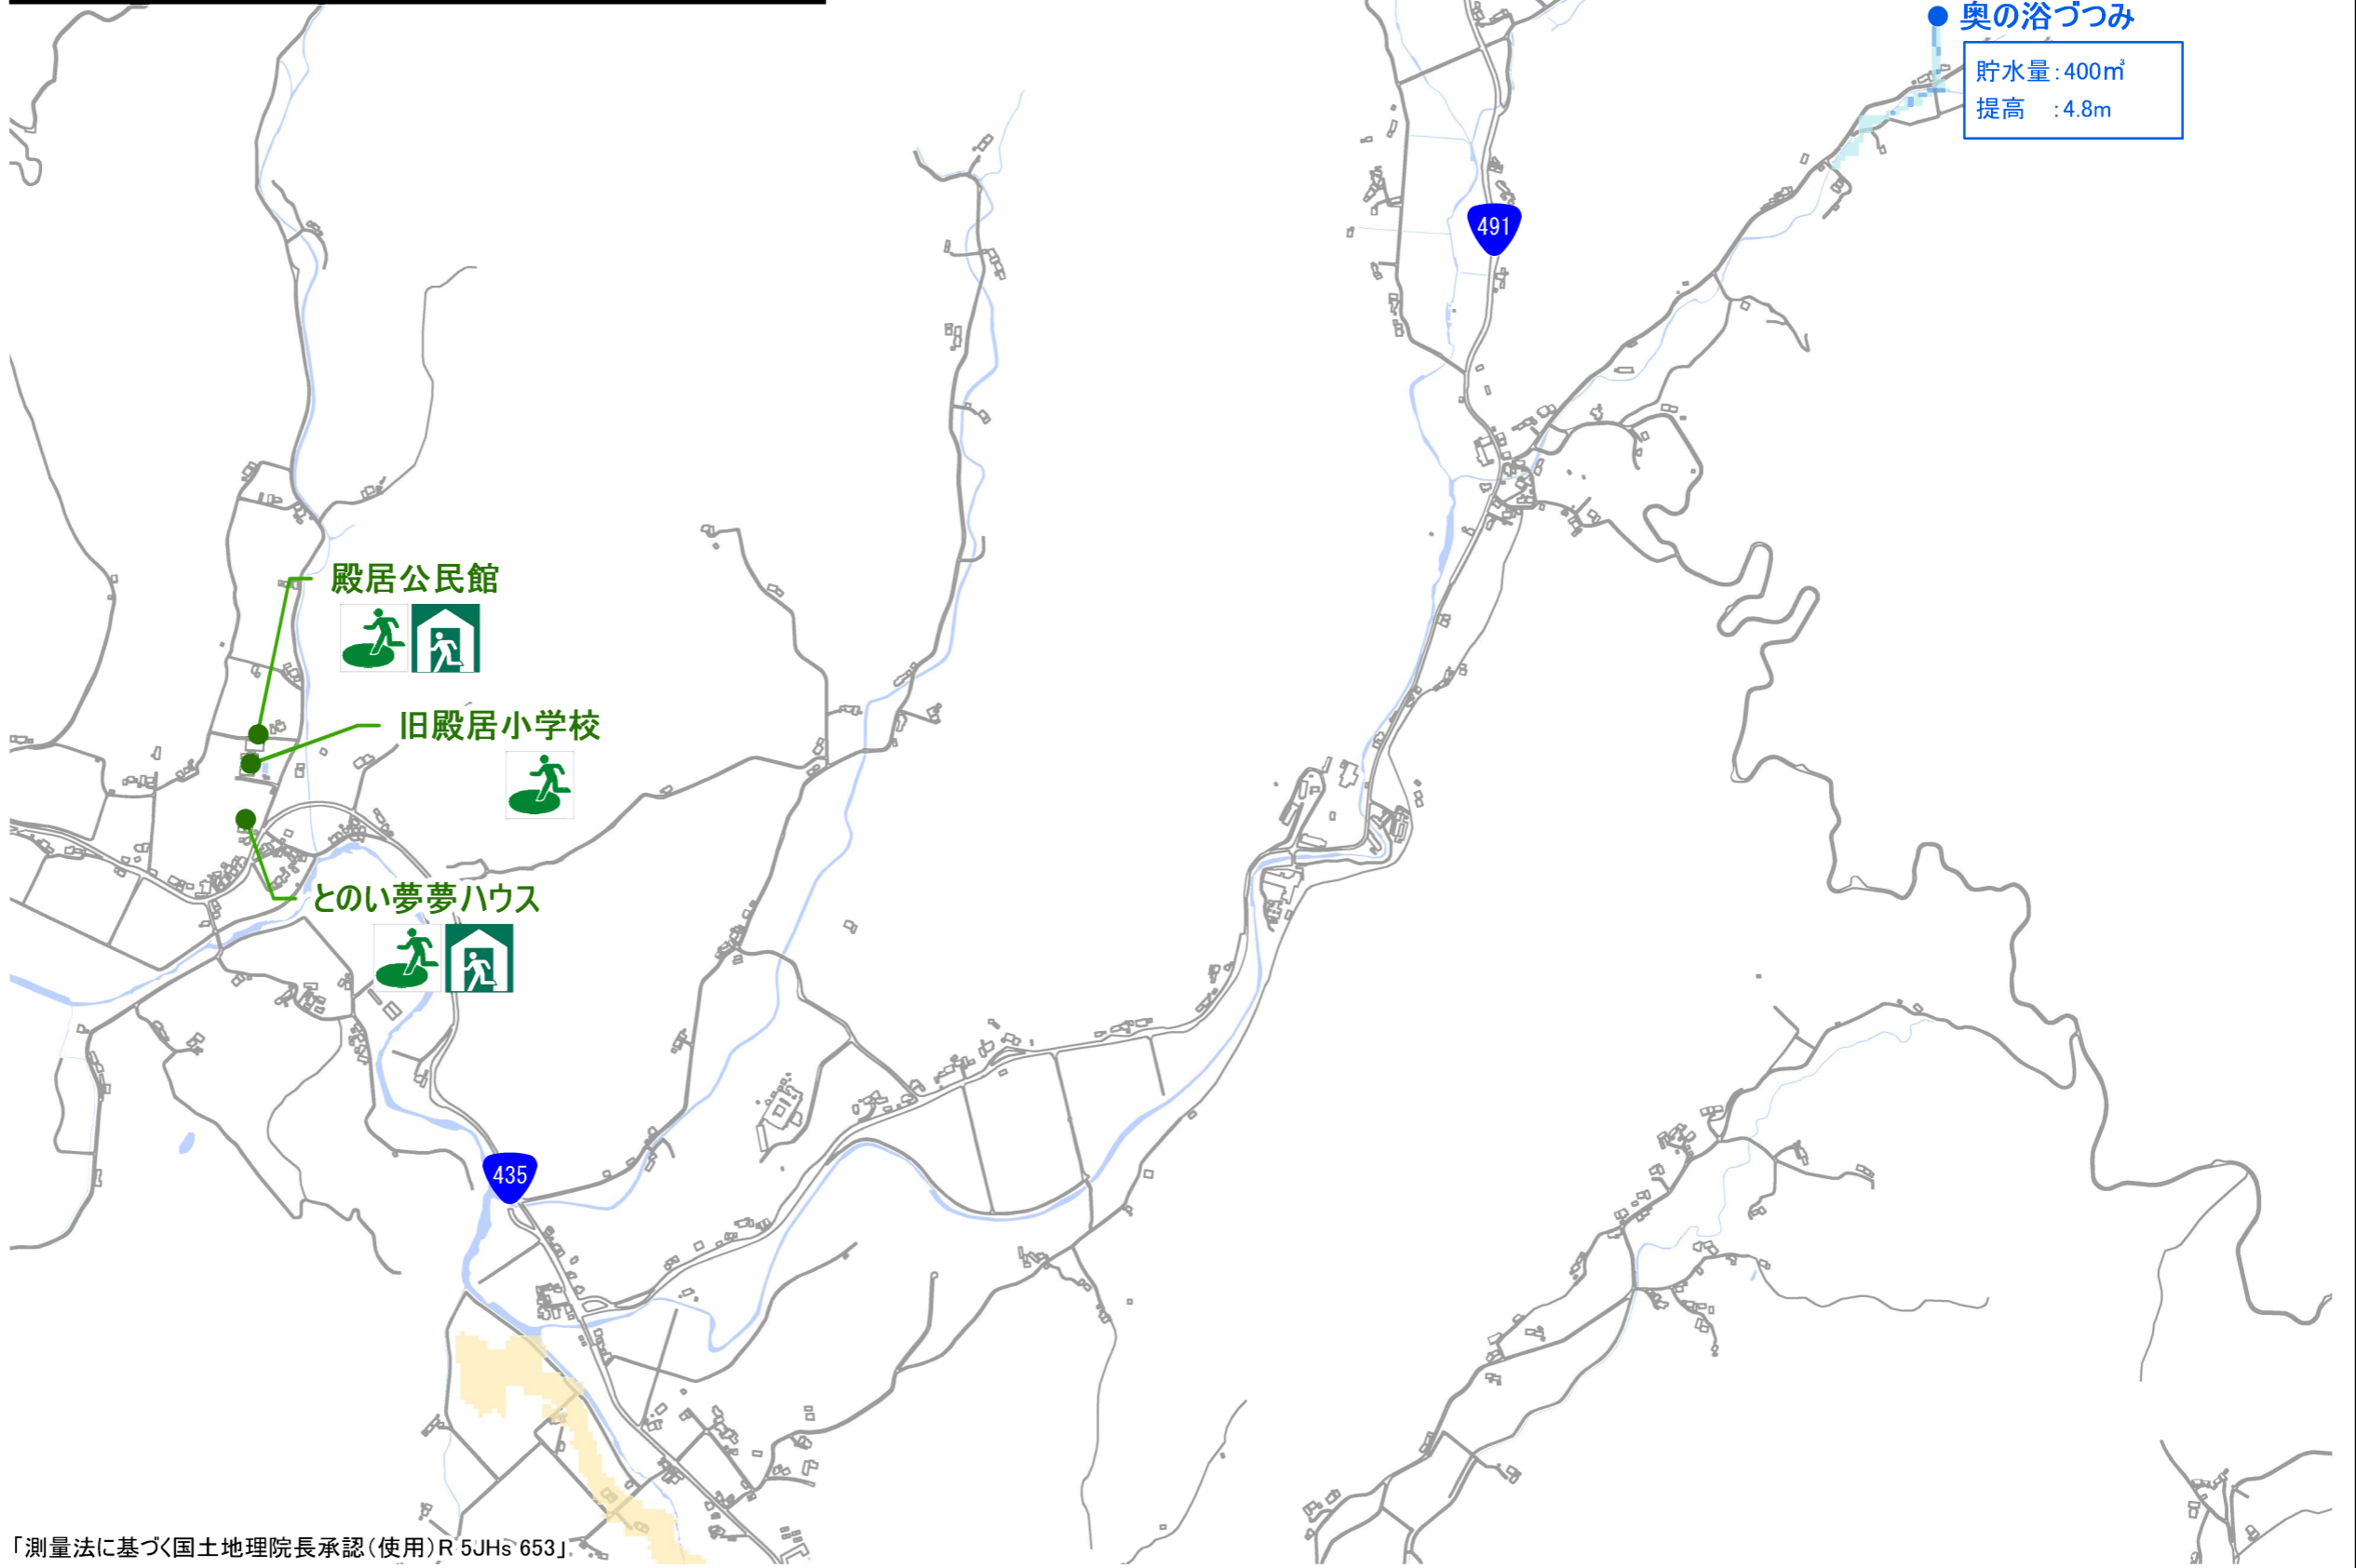 奥の浴づつみ
貯水量:400㎥
提高 :4.8m
491
殿居公民館
旧殿居小学校
とのい夢夢ハウス
435
「測量法に基づく国土地理院長承認(使用)R 5JHs 653」